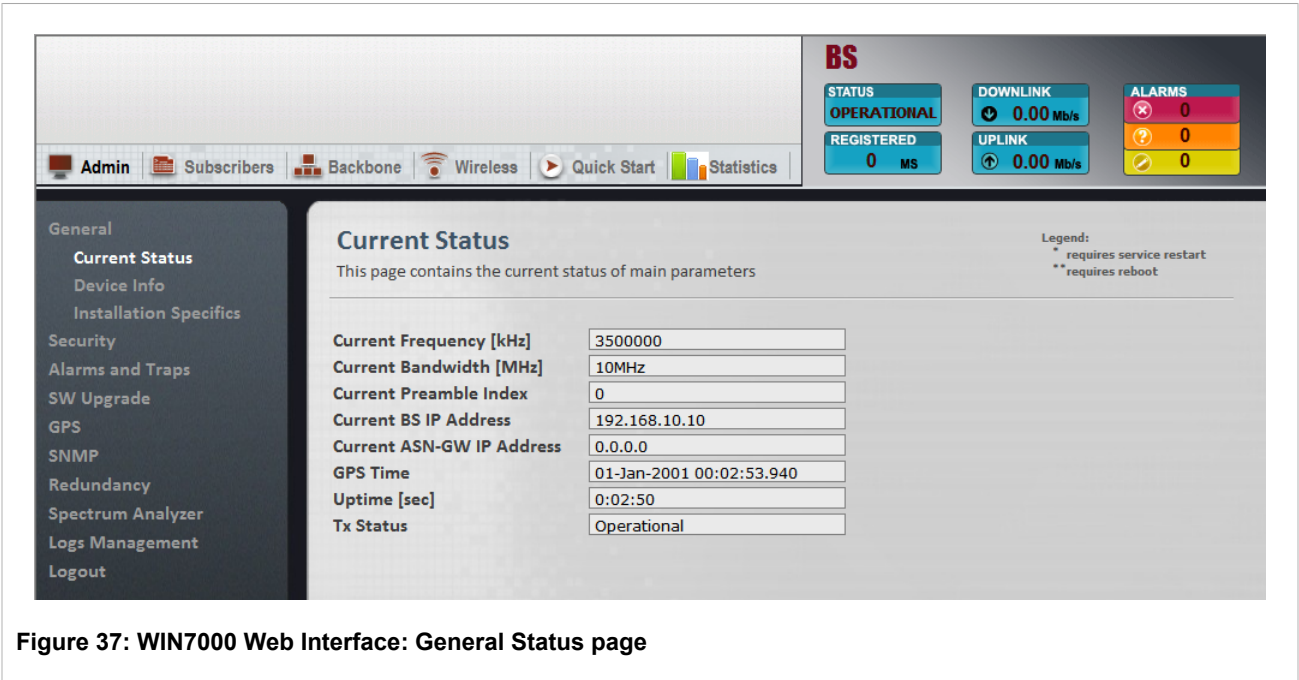 BS
STATUS
OPERATIONAL
DOWNLINK
0.00 Mb/s
ALARMS
0
0
0
REGISTERED
0 MS
UPLINK
0.00 Mb/s
Admin Subscribers Backbone Wireless Quick Start Statistics
General
Current Status
Device Info
Installation Specifics
Security
Alarms and Traps
SW Upgrade
GPS
SNMP
Redundancy
Spectrum Analyzer
Logs Management
Logout
Current Status
This page contains the current status of main parameters
Legend:
* requires service restart
** requires reboot
Current Frequency [kHz] 3500000
Current Bandwidth [MHz] 10MHz
Current Preamble Index 0
Current BS IP Address 192.168.10.10
Current ASN-GW IP Address 0.0.0.0
GPS Time 01-Jan-2001 00:02:53.940
Uptime [sec] 0:02:50
Tx Status Operational
Figure 37: WIN7000 Web Interface: General Status page